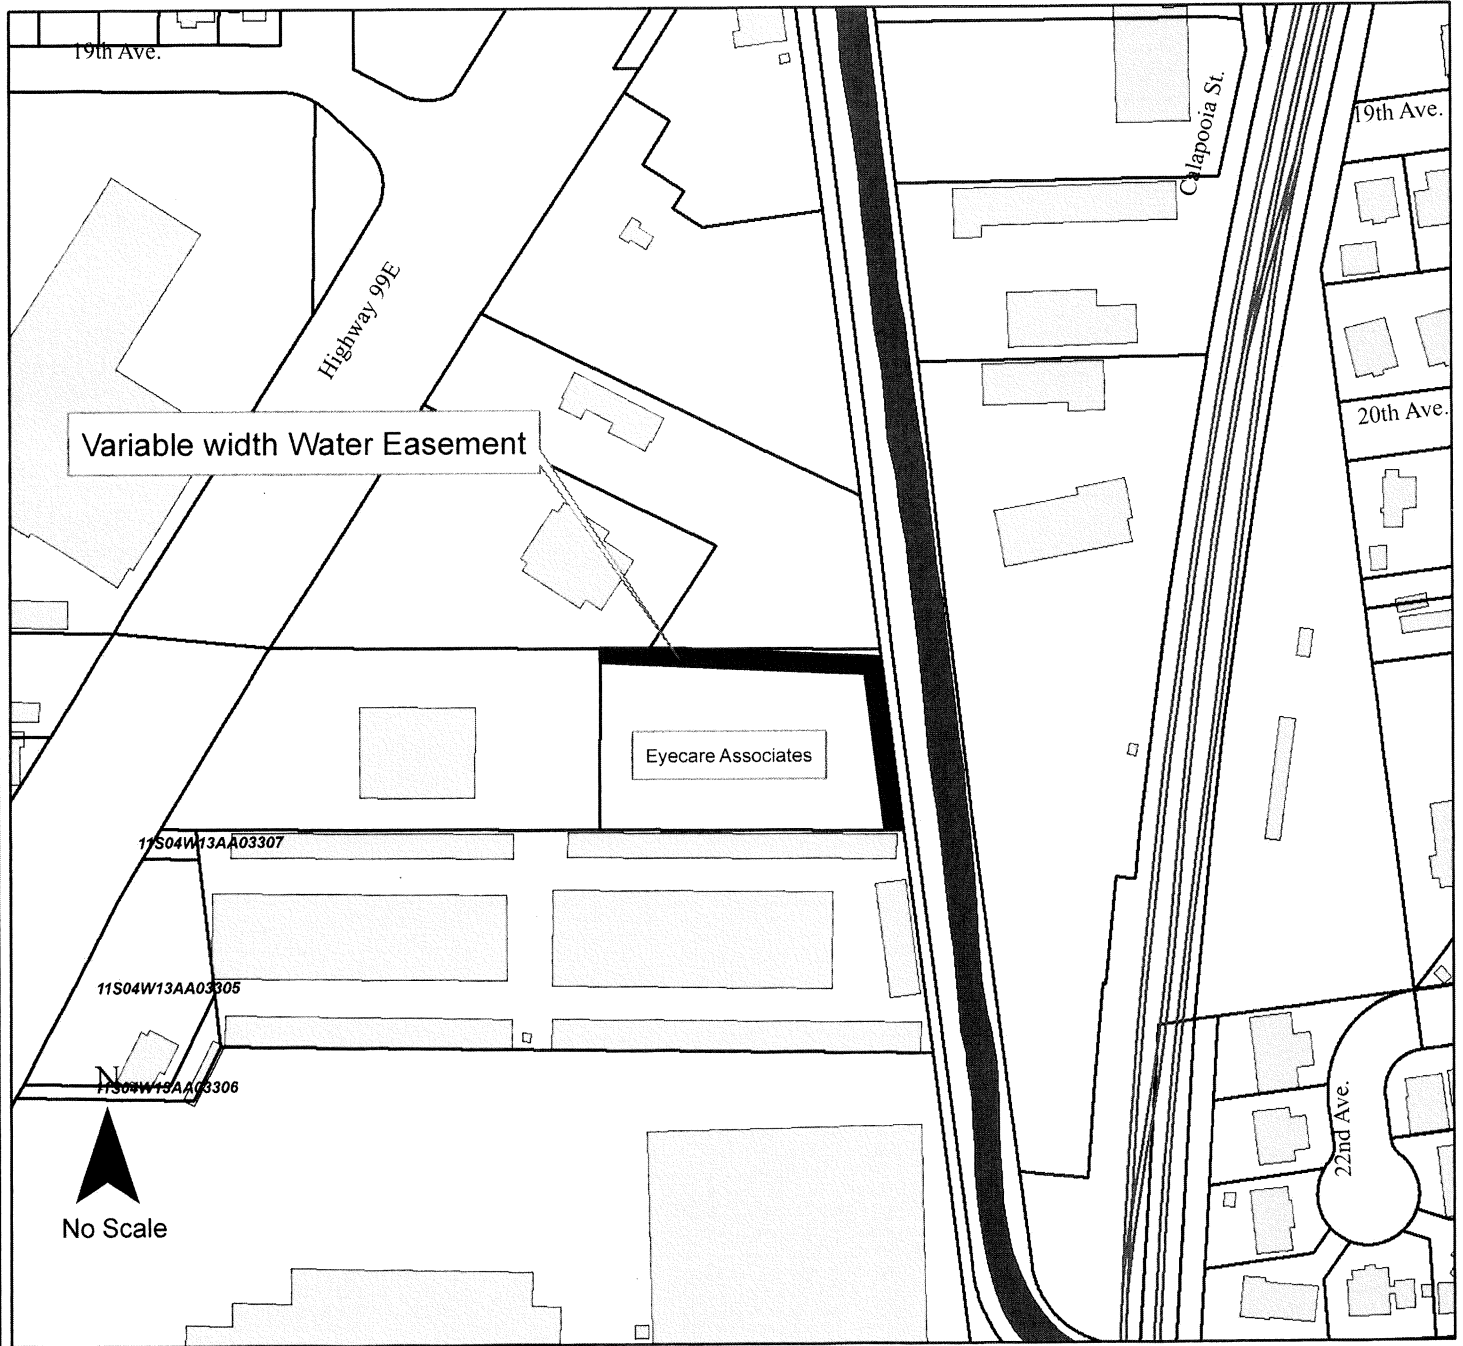 19th Ave.
Calapooia St.
19th Ave.
Highway 99E
20th Ave.
Variable width Water Easement
Eyecare Associates
11S04W13AA03307
11S04W13AA03305
N
11S04W13AA03306
22nd Ave.
No Scale